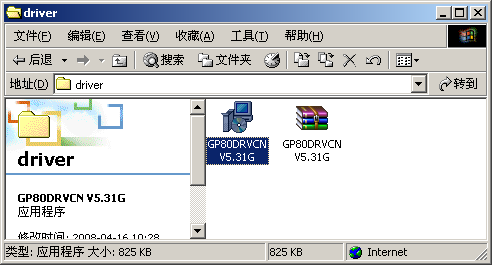 driver
文件(F) 编辑(E) 查看(V) 收藏(A) 工具(T) 帮助(H)
后退 搜索 文件夹
地址(D) driver 转到
driver
GP80DRVCN V5.31G
应用程序
修改时间: 2008-04-16 10:28
GP80DRVCN
V5.31G
GP80DRVCN
V5.31G
类型: 应用程序 大小: 825 KB 825 KB Internet